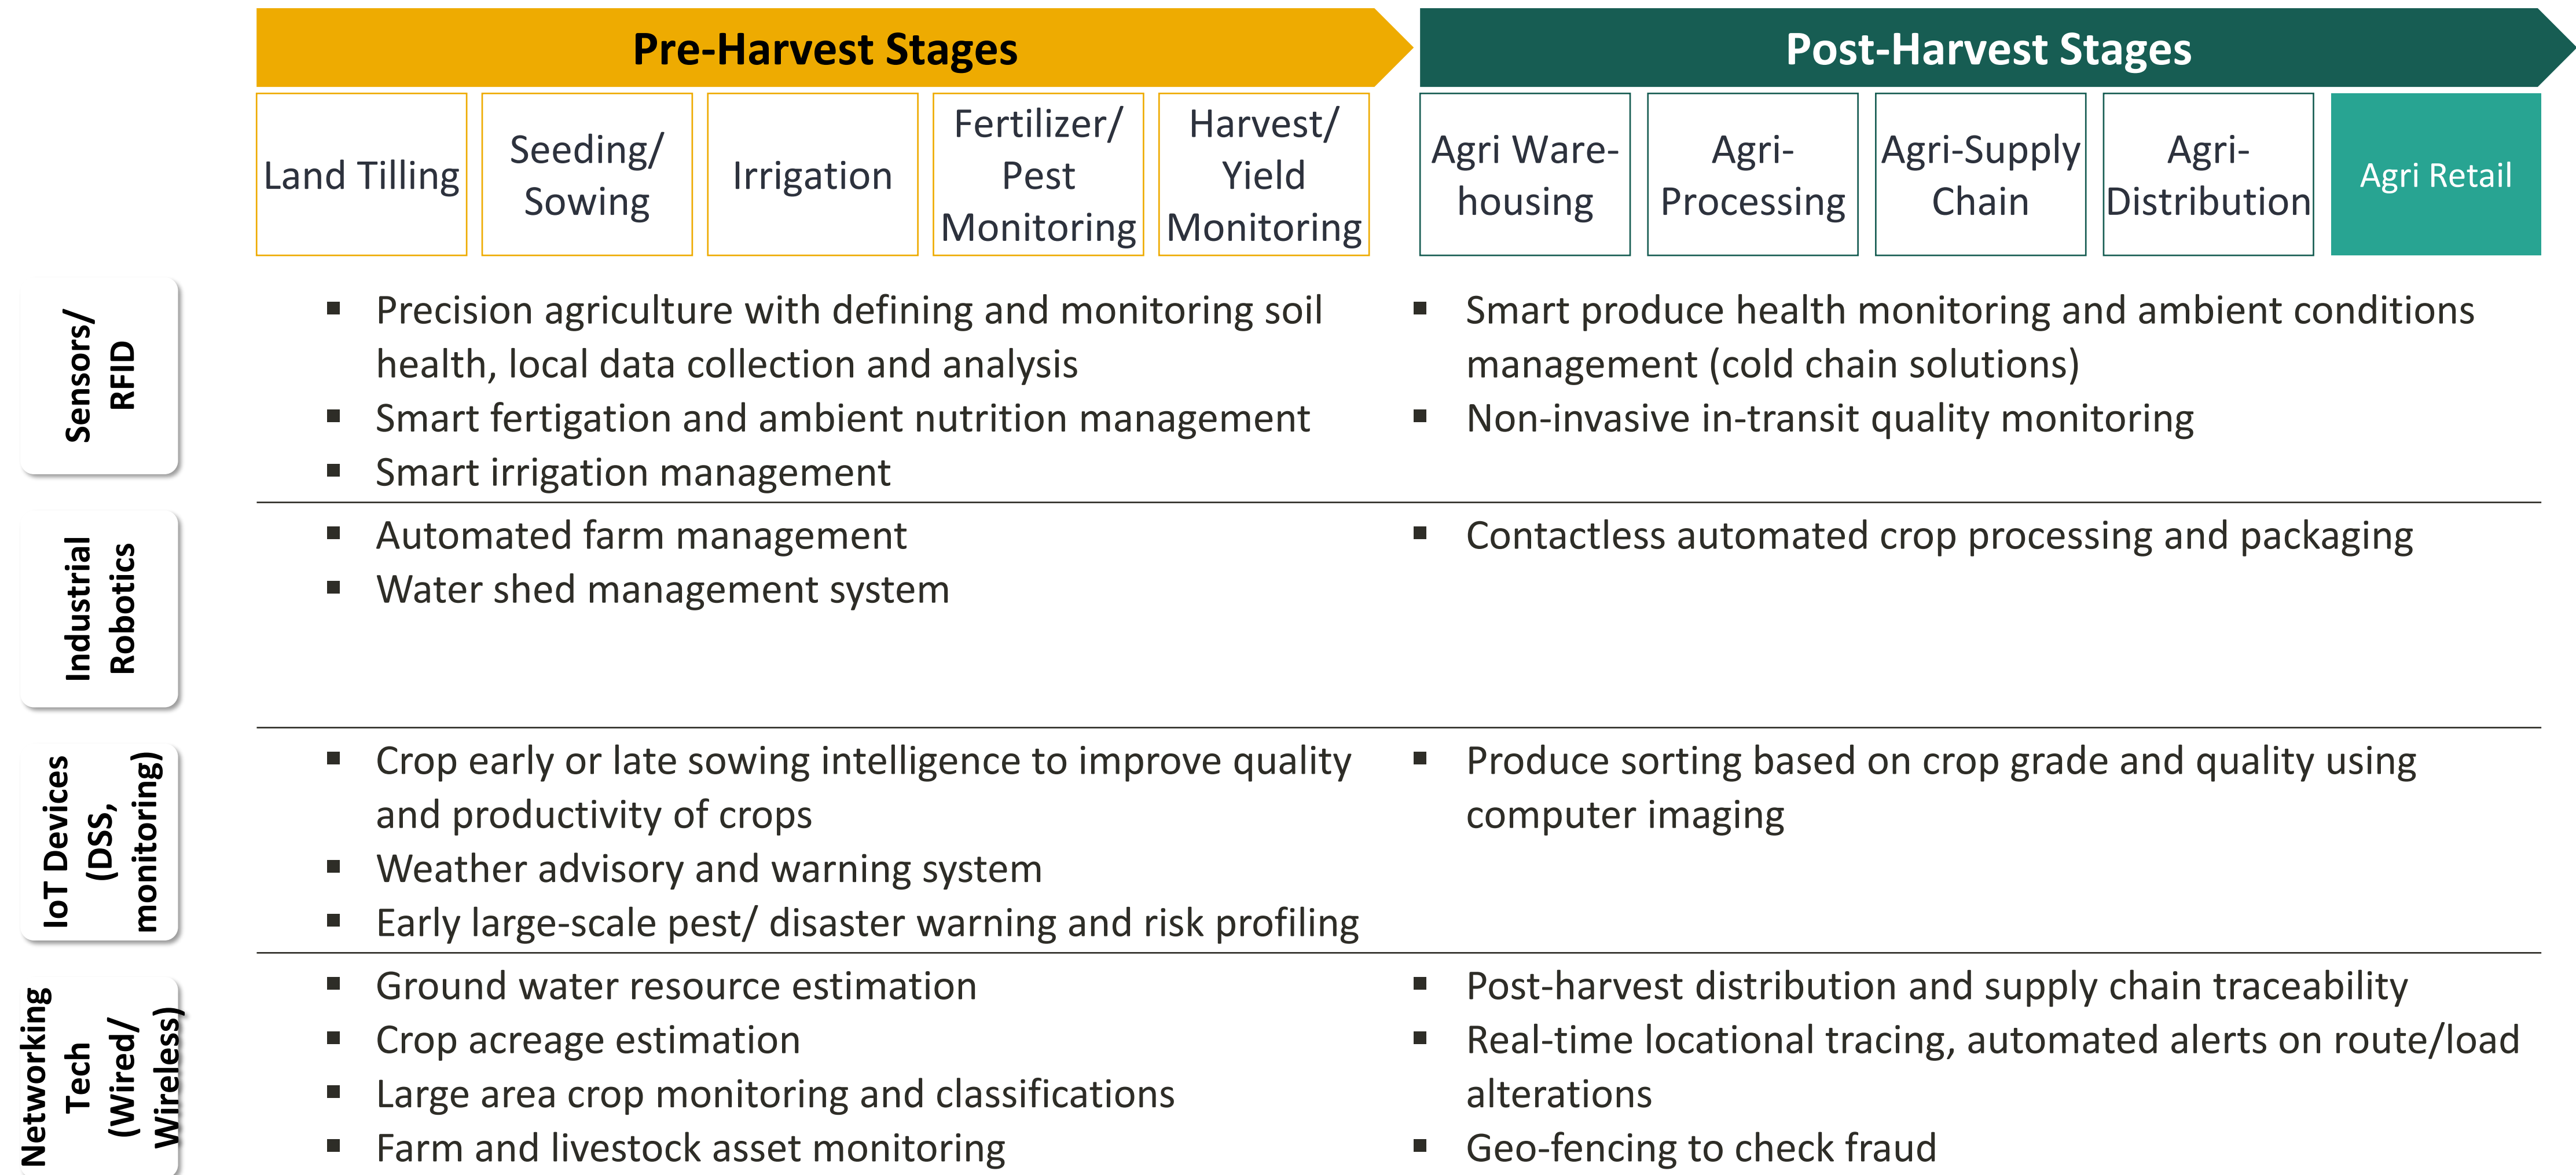 Pre-Harvest Stages
Post-Harvest Stages
Land Tilling
Seeding/
Sowing
Irrigation
Fertilizer/
Pest
Monitoring
Harvest/
Yield
Monitoring
Agri Ware-
housing
Agri-
Processing
Agri-Supply
Chain
Agri-
Distribution
Agri Retail
Sensors/
RFID
▪ Precision agriculture with defining and monitoring soil
health, local data collection and analysis
▪ Smart fertigation and ambient nutrition management
▪ Smart irrigation management
▪ Smart produce health monitoring and ambient conditions
management (cold chain solutions)
▪ Non-invasive in-transit quality monitoring
Industrial
Robotics
▪ Automated farm management
▪ Water shed management system
▪ Contactless automated crop processing and packaging
IoT Devices
(DSS,
monitoring)
▪ Crop early or late sowing intelligence to improve quality
and productivity of crops
▪ Weather advisory and warning system
▪ Early large-scale pest/ disaster warning and risk profiling
▪ Produce sorting based on crop grade and quality using
computer imaging
Networking
Tech
(Wired/
Wireless)
▪ Ground water resource estimation
▪ Crop acreage estimation
▪ Large area crop monitoring and classifications
▪ Farm and livestock asset monitoring
▪ Post-harvest distribution and supply chain traceability
▪ Real-time locational tracing, automated alerts on route/load
alterations
▪ Geo-fencing to check fraud